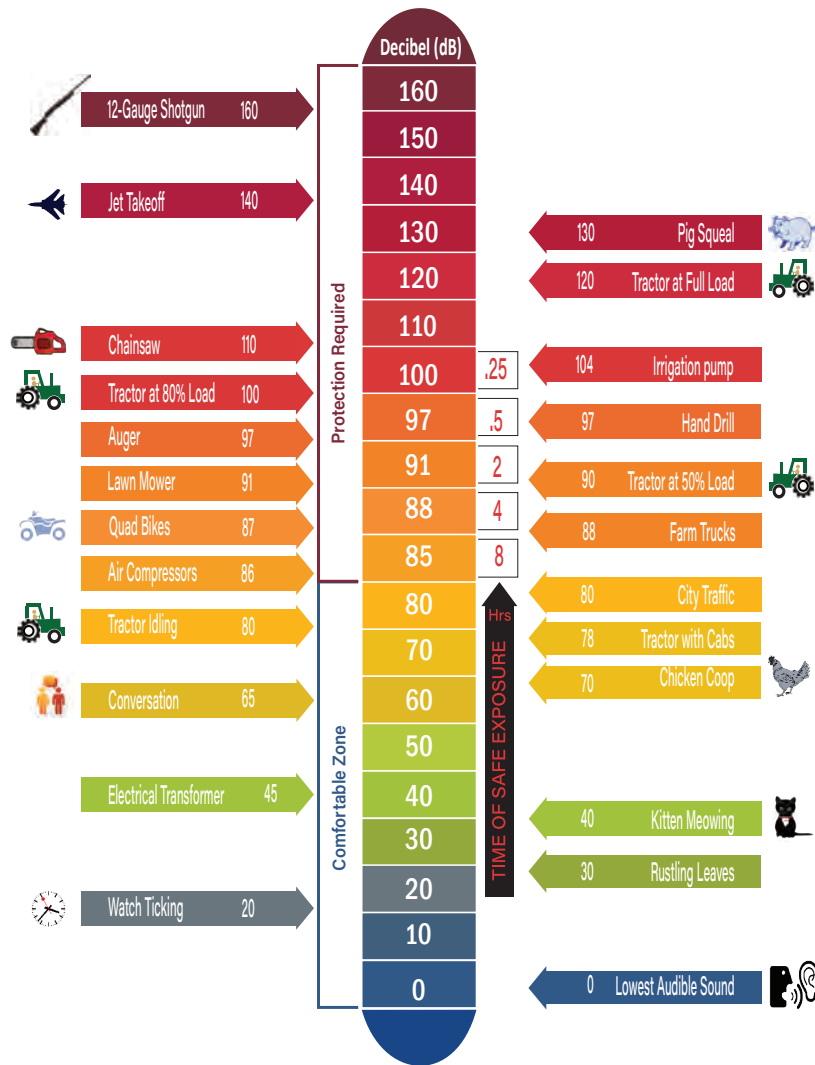 Decibel (dB)
160
150
140
130
120
110
100
97
91
88
85
80
70
60
50
40
30
20
10
0
Protection Required
Comfortable Zone
12-Gauge Shotgun 160
Jet Takeoff 140
Chainsaw 110
Tractor at 80% Load 100
Auger 97
Lawn Mower 91
Quad Bikes 87
Air Compressors 86
Tractor Idling 80
Conversation 65
Electrical Transformer 45
Watch Ticking 20
.25
.5
2
4
8
Hrs
TIME OF SAFE EXPOSURE
130 Pig Squeal
120 Tractor at Full Load
104 Irrigation pump
97 Hand Drill
90 Tractor at 50% Load
88 Farm Trucks
80 City Traffic
78 Tractor with Cabs
70 Chicken Coop
40 Kitten Meowing
30 Rustling Leaves
0 Lowest Audible Sound